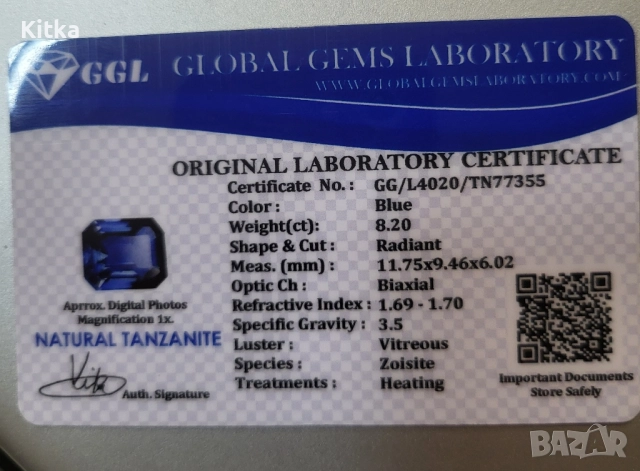 Kitka
GGL GLOBAL GEMS LABORATORY
WWW.GLOBALGEMSLABORATORY.COM
ORIGINAL LABORATORY CERTIFICATE
Certificate No. : GG/L4020/TN77355
Color : Blue
Weight(ct) : 8.20
Shape & Cut : Radiant
Meas. (mm) : 11.75x9.46x6.02
Optic Ch : Biaxial
Refractive Index : 1.69 - 1.70
Specific Gravity : 3.5
Luster : Vitreous
Species : Zoisite
Treatments : Heating
Aprrox. Digital Photos
Magnification 1x.
NATURAL TANZANITE
Kitka
Auth. Signature
Important Documents
Store Safely
BAZAR